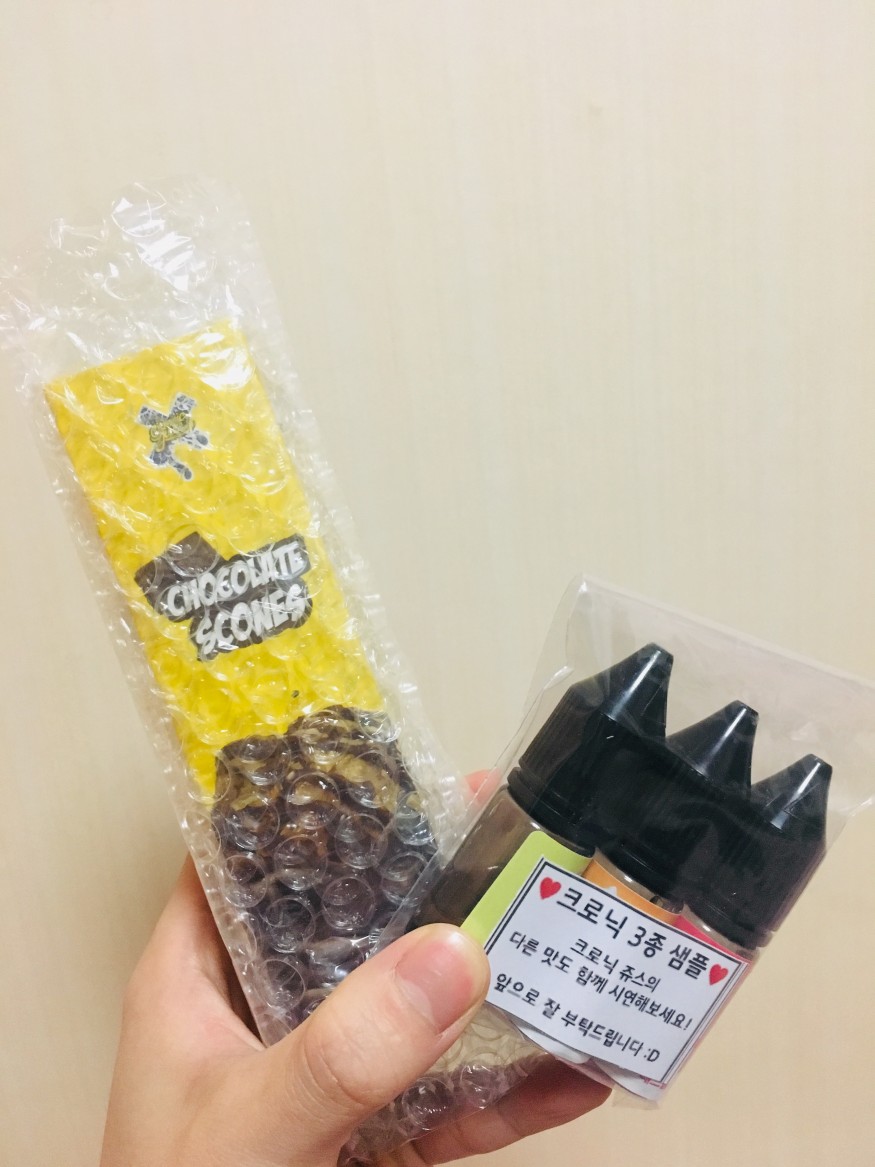 CHOCOLATE
SCONES
♥크로닉 3종 샘플♥
크로닉 쥬스의
다른 맛도 함께 시연해보세요!
앞으로 잘 부탁드립니다 :D